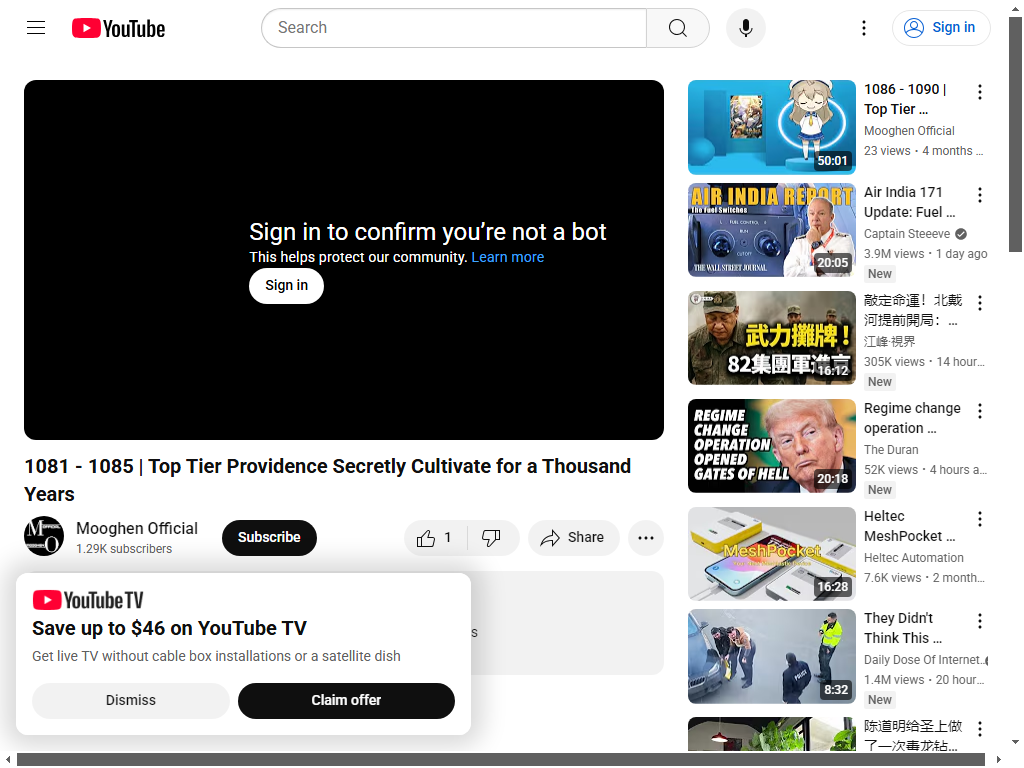 YouTube
Search
Sign in
Sign in to confirm you’re not a bot
This helps protect our community. Learn more
Sign in
1081 - 1085 | Top Tier Providence Secretly Cultivate for a Thousand
Years
Mooghen Official
1.29K subscribers
Subscribe
1
Share
s
YouTube TV
Save up to $46 on YouTube TV
Get live TV without cable box installations or a satellite dish
Dismiss
Claim offer
50:01
1086 - 1090 |
Top Tier ...
Mooghen Official
23 views • 4 months ...
AIR INDIA REPORT
The Fuel Switches
FUEL CONTROL
RUN
CUTOFF
THE WALL STREET JOURNAL
20:05
Air India 171
Update: Fuel ...
Captain Steeeve
3.9M views • 1 day ago
New
武力攤牌！
82集團軍進京
16:12
敲定命運！北戴
河提前開局：...
江峰·視界
305K views • 14 hour...
New
REGIME
CHANGE
OPERATION
OPENED
GATES OF HELL
20:18
Regime change
operation ...
The Duran
52K views • 4 hours a...
New
MeshPocket
16:28
Heltec
MeshPocket ...
Heltec Automation
7.6K views • 2 month...
8:32
They Didn't
Think This ...
Daily Dose Of Internet..
1.4M views • 20 hour...
New
陈道明给圣上做
了一次毒龙钻...